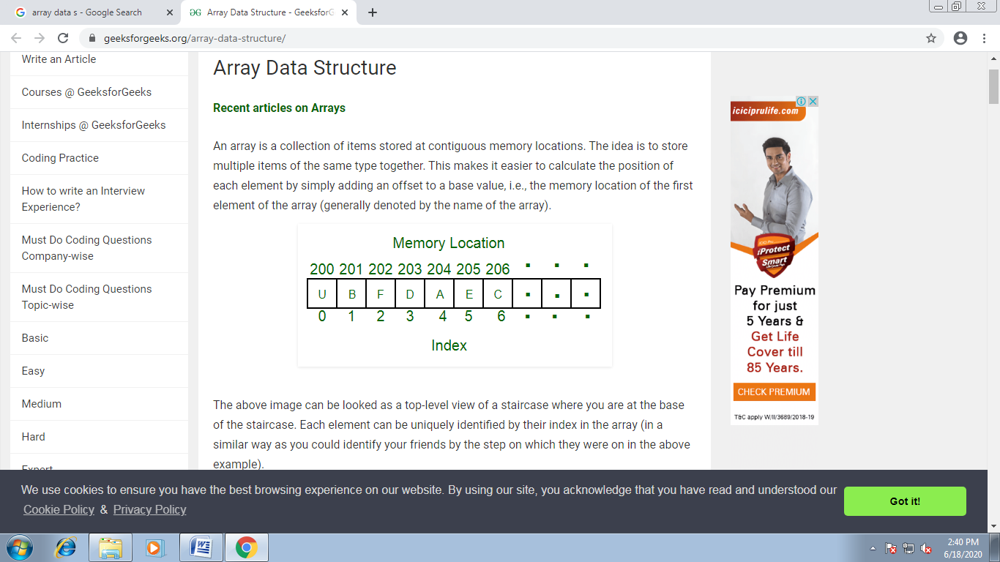 array data s - Google Search
Array Data Structure - GeeksforG
geeksforgeeks.org/array-data-structure/
Write an Article
Courses @ GeeksforGeeks
Internships @ GeeksforGeeks
Coding Practice
How to write an Interview
Experience?
Must Do Coding Questions
Company-wise
Must Do Coding Questions
Topic-wise
Basic
Easy
Medium
Hard
Expert
Array Data Structure
Recent articles on Arrays
An array is a collection of items stored at contiguous memory locations. The idea is to store
multiple items of the same type together. This makes it easier to calculate the position of
each element by simply adding an offset to a base value, i.e., the memory location of the first
element of the array (generally denoted by the name of the array).
Memory Location
200 201 202 203 204 205 206
U B F D A E C
0 1 2 3 4 5 6
Index
The above image can be looked as a top-level view of a staircase where you are at the base
of the staircase. Each element can be uniquely identified by their index in the array (in a
similar way as you could identify your friends by the step on which they were on in the above
example).
iciciprulife.com
iProtect
Smart
Pay Premium
for just
5 Years &
Get Life
Cover till
85 Years.
CHECK PREMIUM
T&C apply W/II/3689/2018-19
We use cookies to ensure you have the best browsing experience on our website. By using our site, you acknowledge that you have read and understood our
Cookie Policy & Privacy Policy
Got it!
2:40 PM
6/18/2020